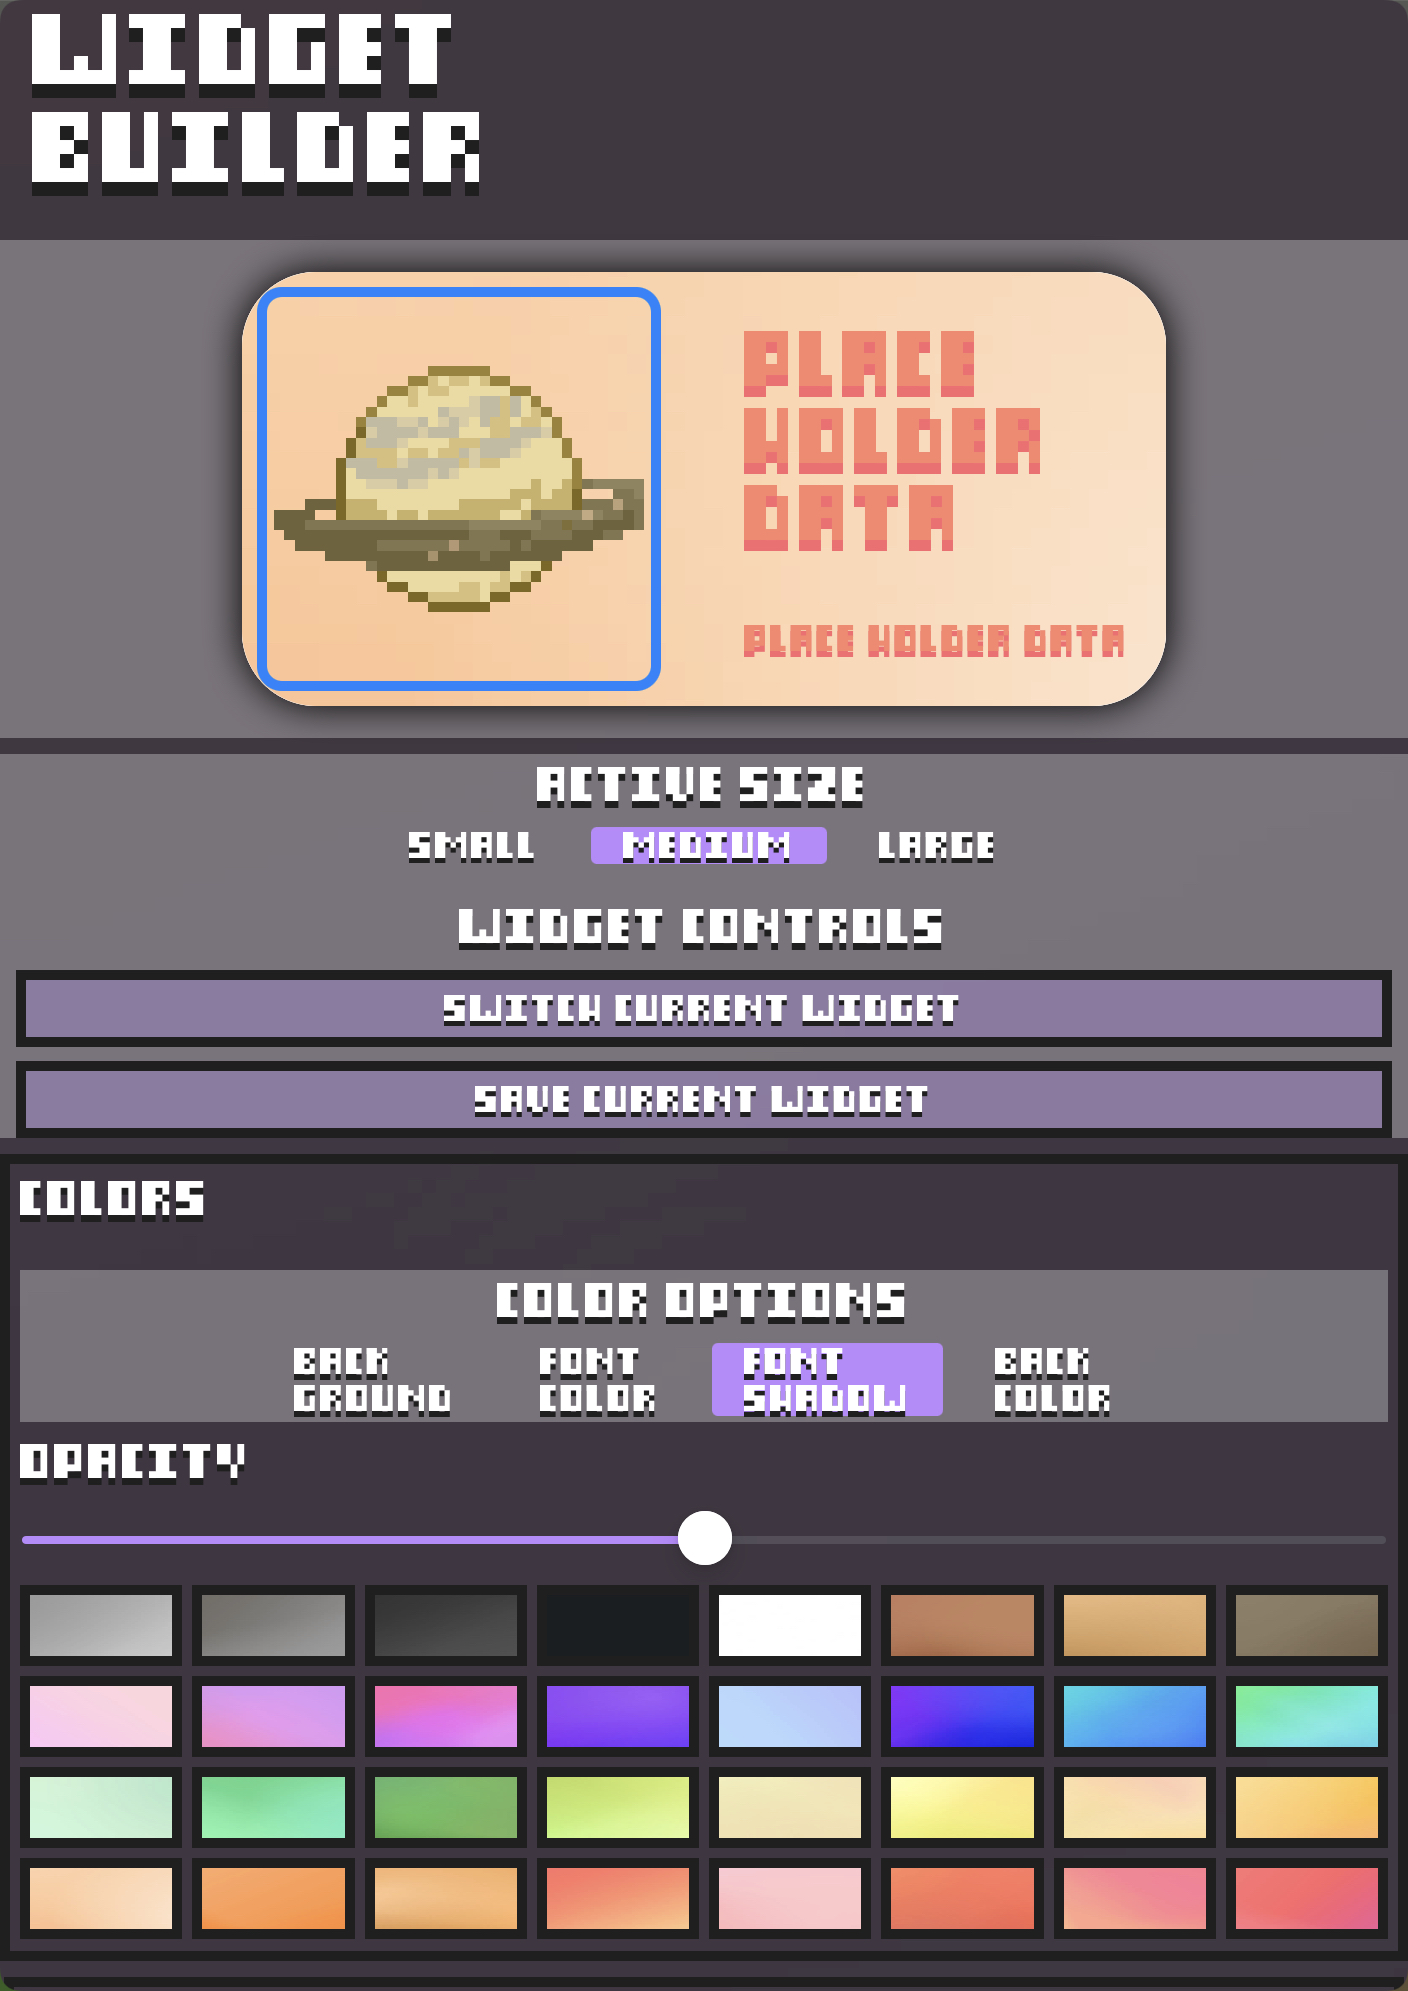 WIDGET
BUILDER
PLACE
HOLDER
DATA
PLACE HOLDER DATA
ACTIVE SIZE
SMALL MEDIUM LARGE
WIDGET CONTROLS
SWITCH CURRENT WIDGET
SAVE CURRENT WIDGET
COLORS
COLOR OPTIONS
BACK GROUND
FONT COLOR
FONT SHADOW
BACK COLOR
OPACITY